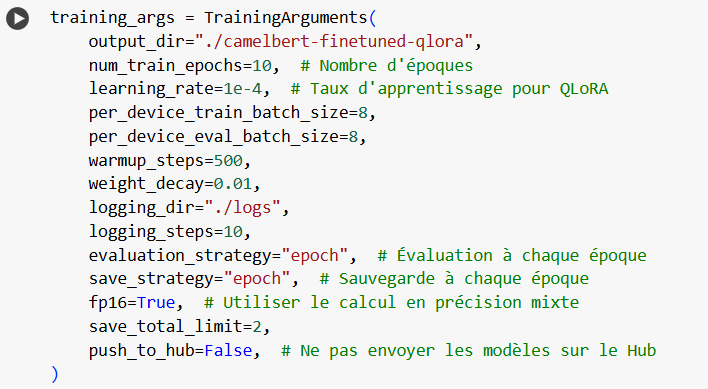 training_args = TrainingArguments(
    output_dir="./camelbert-finetuned-qlora",
    num_train_epochs=10,  # Nombre d'époques
    learning_rate=1e-4,  # Taux d'apprentissage pour QLoRA
    per_device_train_batch_size=8,
    per_device_eval_batch_size=8,
    warmup_steps=500,
    weight_decay=0.01,
    logging_dir="./logs",
    logging_steps=10,
    evaluation_strategy="epoch",  # Évaluation à chaque époque
    save_strategy="epoch",  # Sauvegarde à chaque époque
    fp16=True,  # Utiliser le calcul en précision mixte
    save_total_limit=2,
    push_to_hub=False,  # Ne pas envoyer les modèles sur le Hub
)